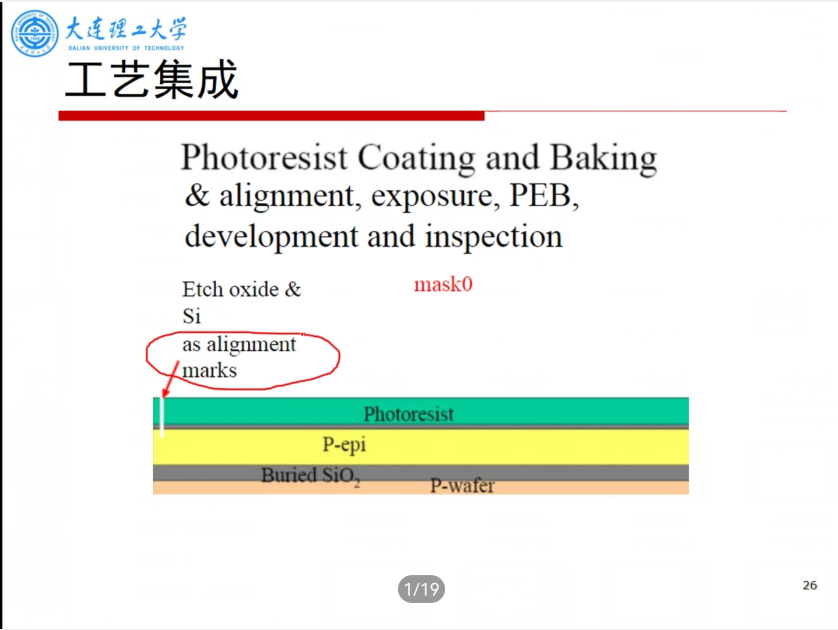 大连理工大学
DALIAN UNIVERSITY OF TECHNOLOGY
工艺集成
Photoresist Coating and Baking
& alignment, exposure, PEB,
development and inspection
Etch oxide &
mask0
Si
as alignment
marks
Photoresist
P-epi
Buried SiO₂
P-wafer
1/19
26